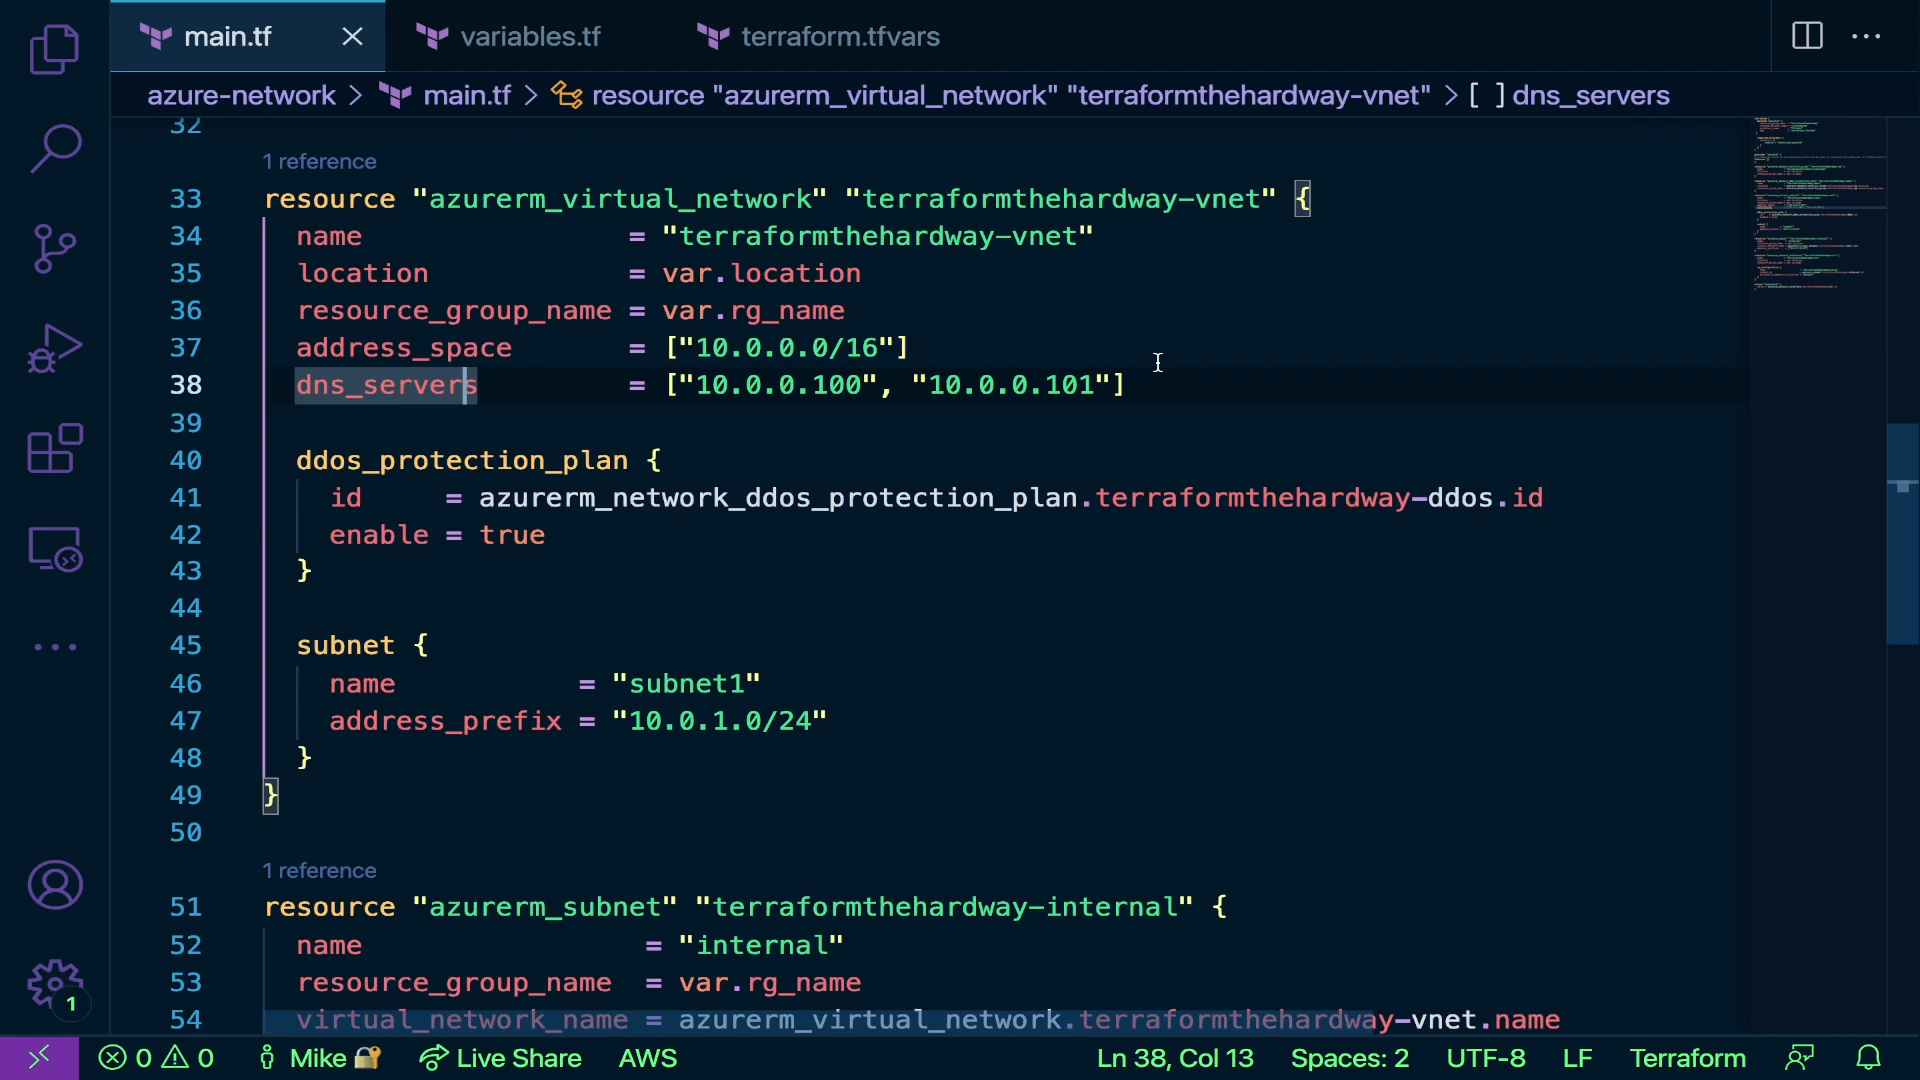 main.tf
variables.tf
terraform.tfvars
azure-network > main.tf > resource "azurerm_virtual_network" "terraformthehardway-vnet" > [ ] dns_servers
32
1 reference
33 resource "azurerm_virtual_network" "terraformthehardway-vnet" {
34 name = "terraformthehardway-vnet"
35 location = var.location
36 resource_group_name = var.rg_name
37 address_space = ["10.0.0.0/16"]
38 dns_servers = ["10.0.0.100", "10.0.0.101"]
39
40 ddos_protection_plan {
41 id = azurerm_network_ddos_protection_plan.terraformthehardway-ddos.id
42 enable = true
43 }
44
45 subnet {
46 name = "subnet1"
47 address_prefix = "10.0.1.0/24"
48 }
49 }
50
1 reference
51 resource "azurerm_subnet" "terraformthehardway-internal" {
52 name = "internal"
53 resource_group_name = var.rg_name
54 virtual_network_name = azurerm_virtual_network.terraformthehardway-vnet.name
1
0 0 Mike 🔐 Live Share AWS Ln 38, Col 13 Spaces: 2 UTF-8 LF Terraform